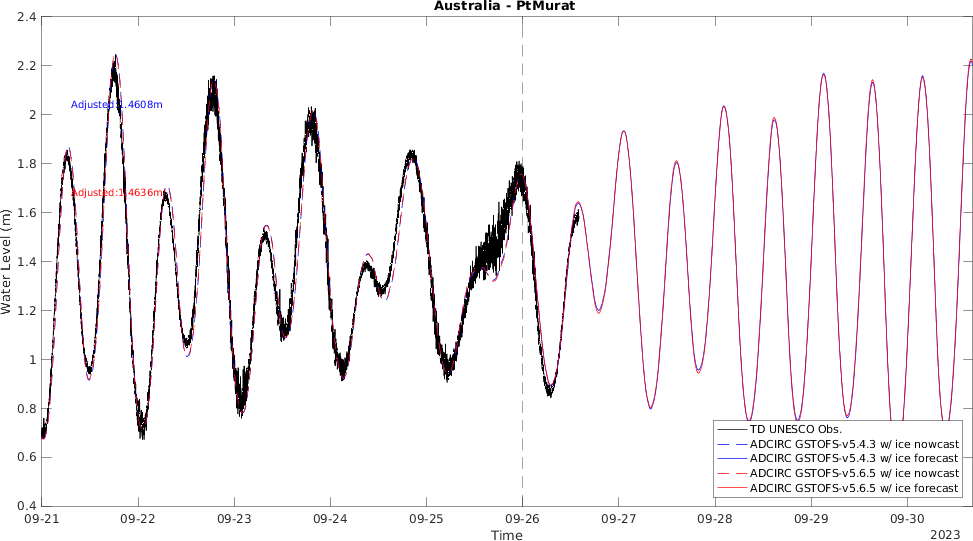 Australia - PtMurat
2.4
2.2
2
1.8
1.6
1.4
1.2
1
0.8
0.6
0.4
Water Level (m)
Adjusted:1.4608m
Adjusted:1.4636m
TD UNESCO Obs.
ADCIRC GSTOFS-v5.4.3 w/ ice nowcast
ADCIRC GSTOFS-v5.4.3 w/ ice forecast
ADCIRC GSTOFS-v5.6.5 w/ ice nowcast
ADCIRC GSTOFS-v5.6.5 w/ ice forecast
09-21 09-22 09-23 09-24 09-25 09-26 09-27 09-28 09-29 09-30
Time
2023